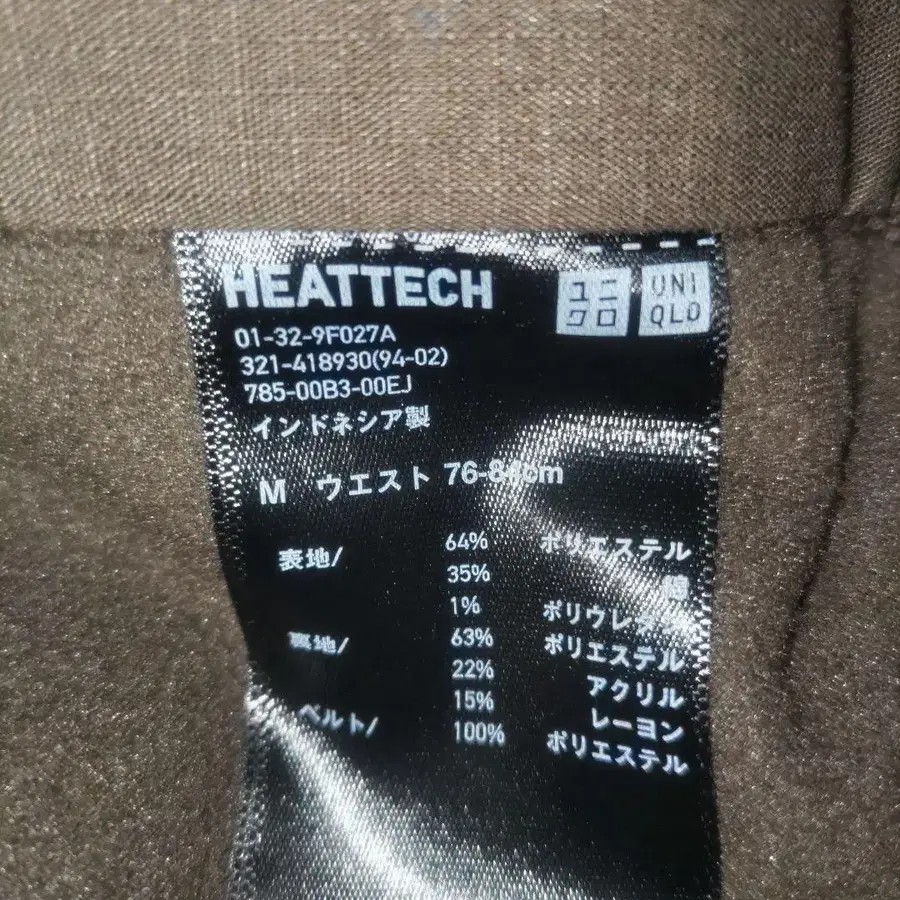 HEATTECH
ユニクロ
UNIQLO
01-32-9F027A
321-418930(94-02)
785-00B3-00EJ
インドネシア製
M ウエスト 76-84cm
表地/ 64% ポリエステル
35% 綿
1% ポリウレタン
裏地/ 63% ポリエステル
22% アクリル
15% レーヨン
ベルト/ 100% ポリエステル